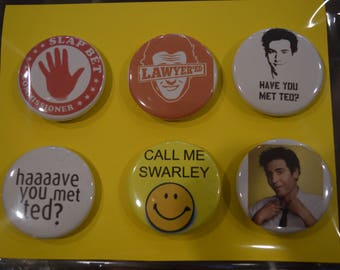 SLAP BET
COMMISSIONER
LAWYER'D
HAVE YOU
MET TED?
haaaave
you met
ted?
CALL ME
SWARLEY